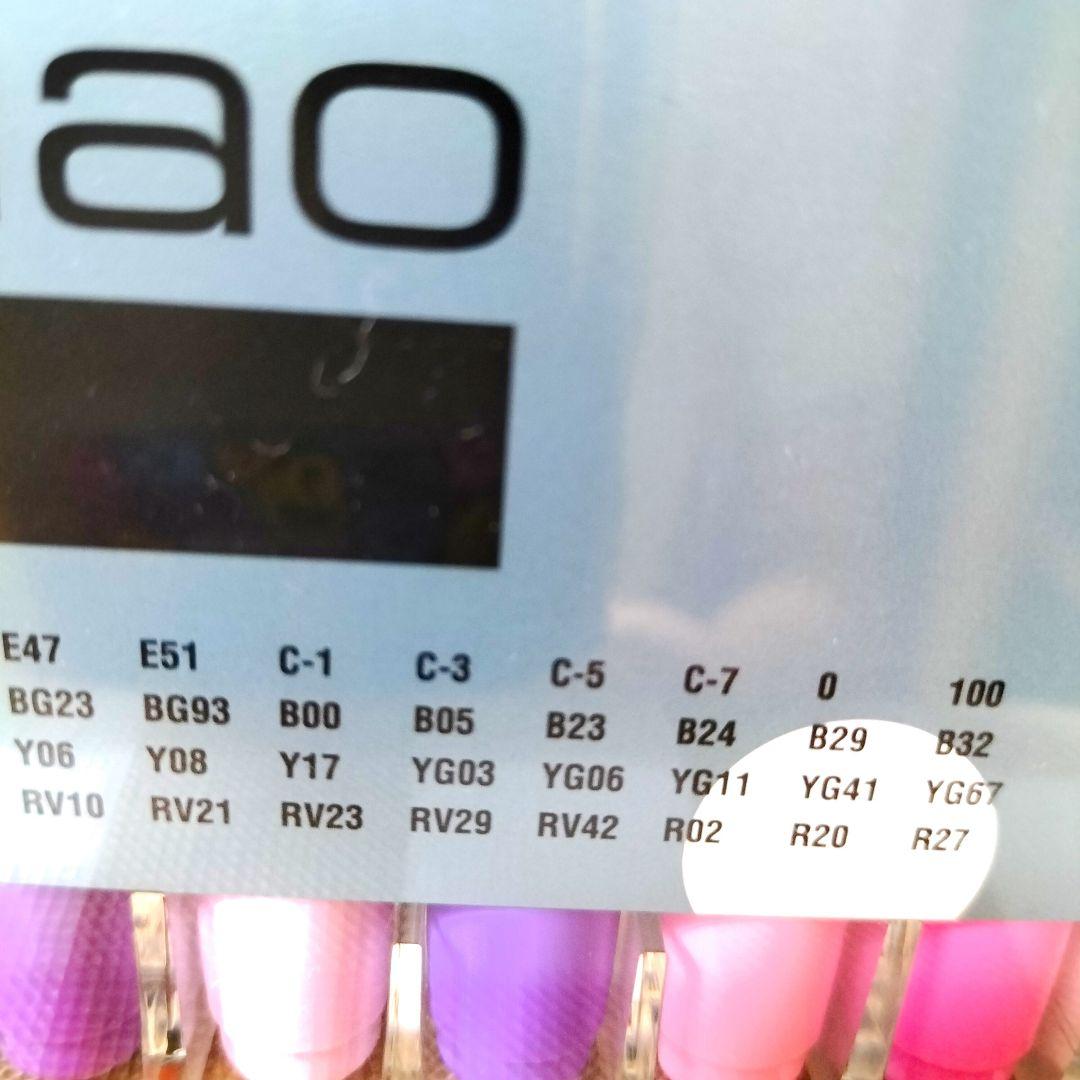 ao
E47 E51 C-1 C-3 C-5 C-7 0 100
BG23 BG93 B00 B05 B23 B24 B29 B32
Y06 Y08 Y17 YG03 YG06 YG11 YG41 YG67
RV10 RV21 RV23 RV29 RV42 R02 R20 R27